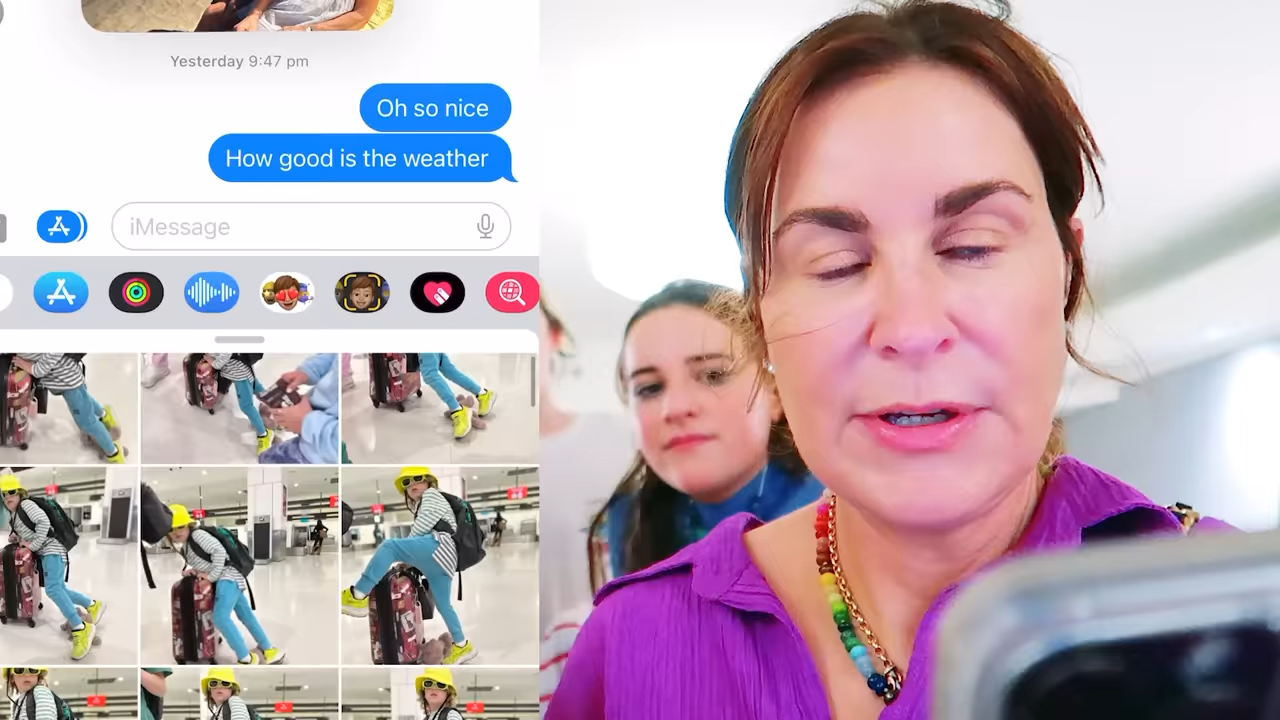 Yesterday 9:47 pm
Oh so nice
How good is the weather
iMessage